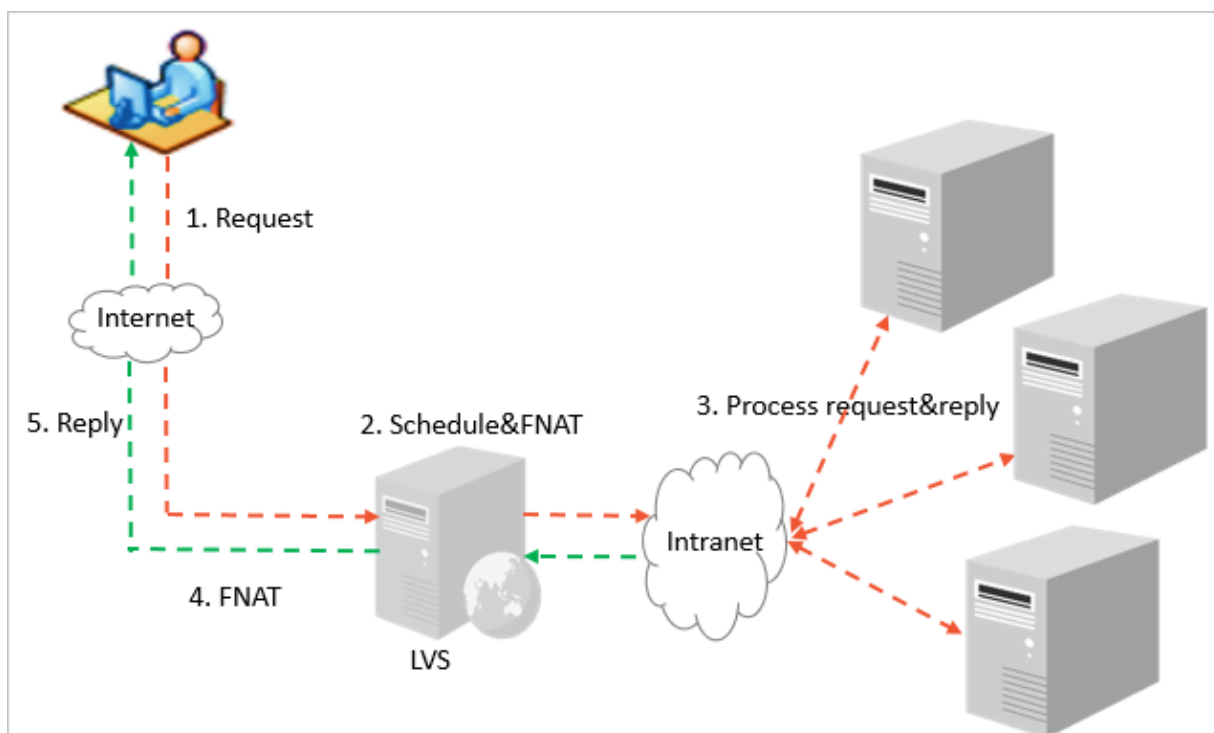 1. Request
Internet
5. Reply
2. Schedule&FNAT
3. Process request&reply
Intranet
4. FNAT
LVS